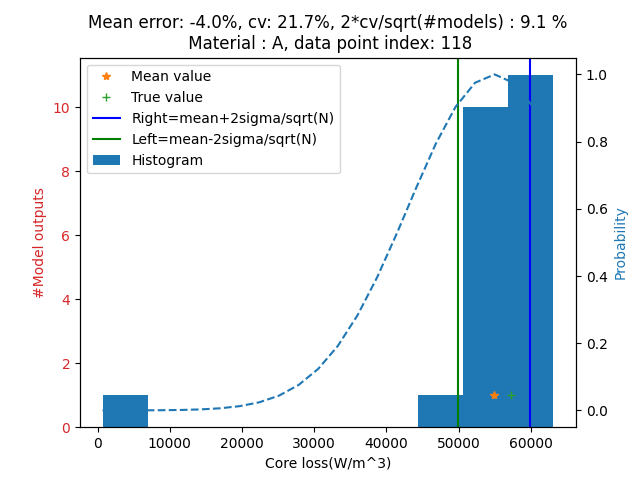 Mean error: -4.0%, cv: 21.7%, 2*cv/sqrt(#models) : 9.1 %
Material : A, data point index: 118
Mean value
True value
Right=mean+2sigma/sqrt(N)
Left=mean-2sigma/sqrt(N)
Histogram
#Model outputs
10
8
6
4
2
0
1.0
0.8
0.6
0.4
0.2
0.0
Probability
0 10000 20000 30000 40000 50000 60000
Core loss(W/m^3)